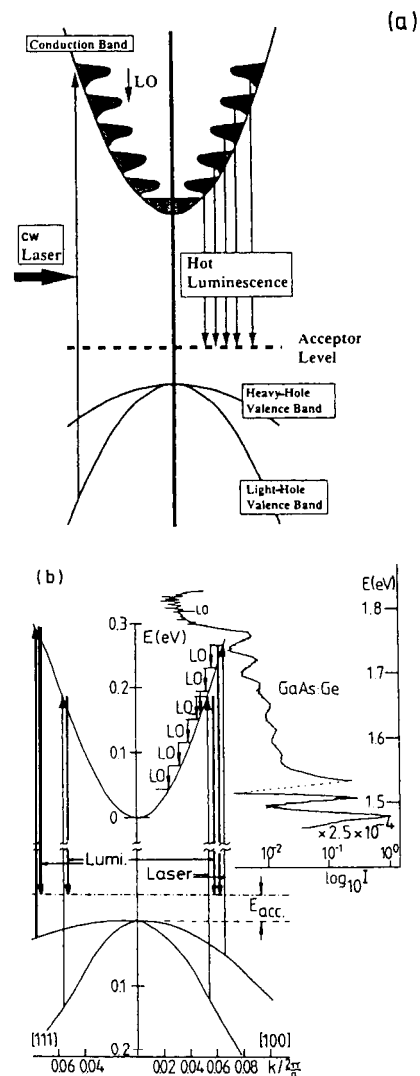 (a)
Conduction Band
LO
CW
Laser
Hot
Luminescence
Acceptor
Level
Heavy-Hole
Valence Band
Light-Hole
Valence Band
(b)
E(eV)
1.8
1.7
1.6
1.5
LO
0.3
E(eV)
0.2
0.1
0
LO
LO
LO
LO
LO
LO
GaAs:Ge
×2.5×10⁻⁴
10⁻² 10⁻¹ 10⁰
log₁₀I
Lumi.
Laser
Eacc.
0.1
0.2
[111]
[100]
0.06 0.04 0.02 0.04 0.06 0.08 k/2π/a